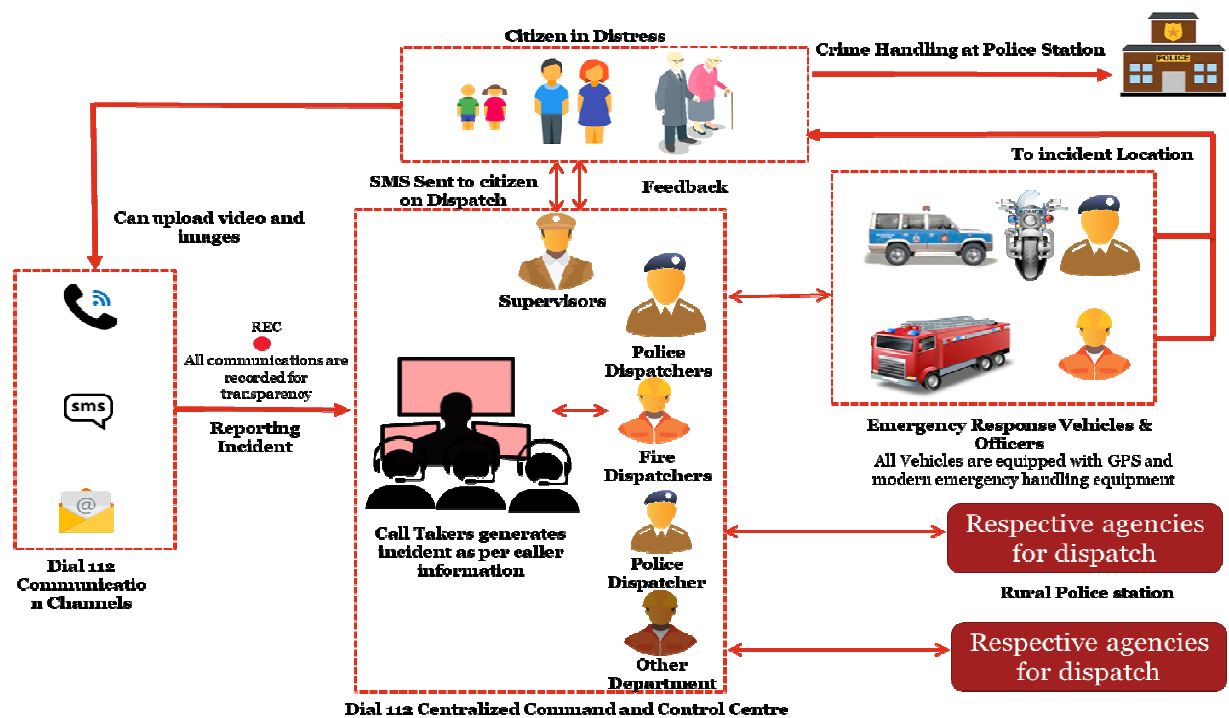 Citizen in Distress
Crime Handling at Police Station
POLICE
To incident Location
SMS Sent to citizen
on Dispatch
Feedback
Can upload video and
images
POLICE
Supervisors
REC
All communications are
recorded for
transparency
sms
Reporting
Incident
Police
Dispatchers
Emergency Response Vehicles &
Officers
All Vehicles are equipped with GPS and
modern emergency handling equipment
Fire
Dispatchers
@
Call Takers generates
incident as per caller
information
Respective agencies
for dispatch
Dial 112
Communicatio
n Channels
Police
Dispatcher
Rural Police station
Respective agencies
for dispatch
Other
Department
Dial 112 Centralized Command and Control Centre